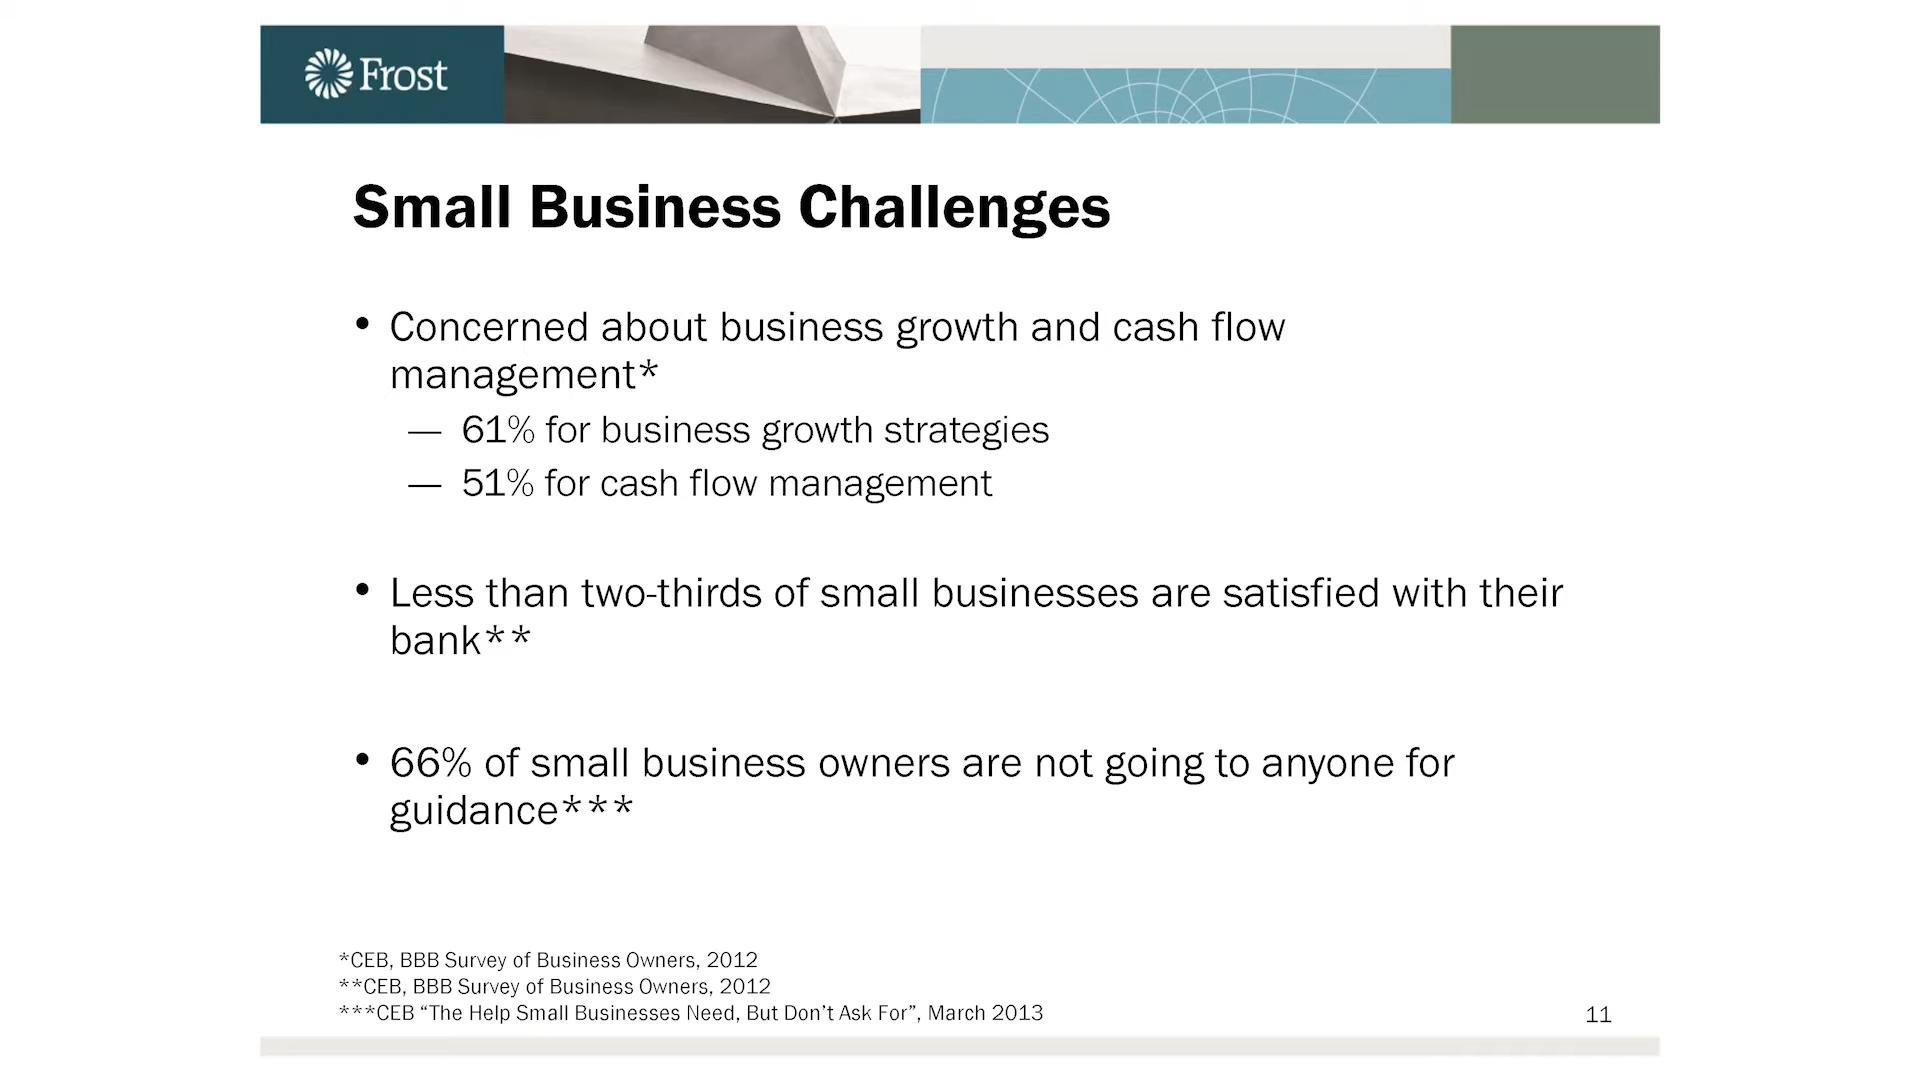 Frost
Small Business Challenges
• Concerned about business growth and cash flow
management*
— 61% for business growth strategies
— 51% for cash flow management
• Less than two-thirds of small businesses are satisfied with their
bank**
• 66% of small business owners are not going to anyone for
guidance***
*CEB, BBB Survey of Business Owners, 2012
**CEB, BBB Survey of Business Owners, 2012
***CEB “The Help Small Businesses Need, But Don’t Ask For”, March 2013
11